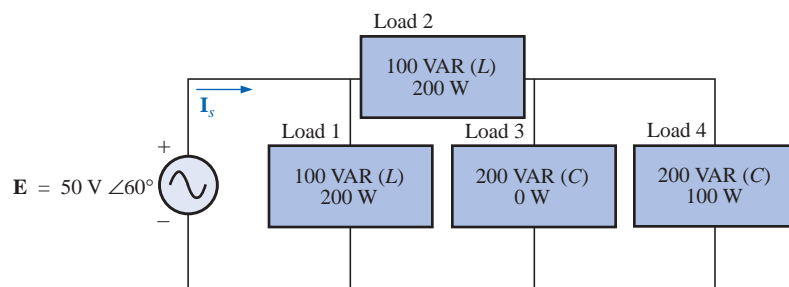 Load 2
100 VAR (L)
200 W
I_s
Load 1
Load 3
Load 4
+
E = 50 V ∠60°
–
100 VAR (L)
200 W
200 VAR (C)
0 W
200 VAR (C)
100 W